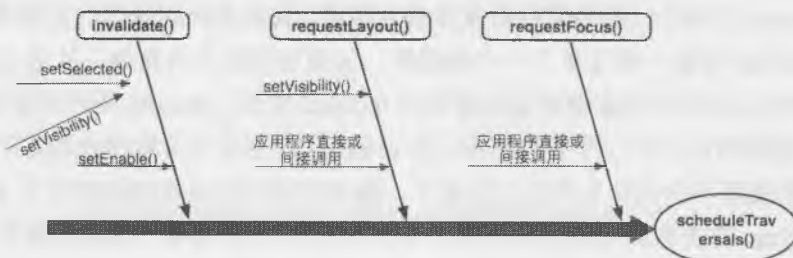 invalidate()
requestLayout()
requestFocus()
setSelected()
setVisibility()
setVisibility()
setEnable()
应用程序直接或
间接调用
应用程序直接或
间接调用
scheduleTrav
ersals()